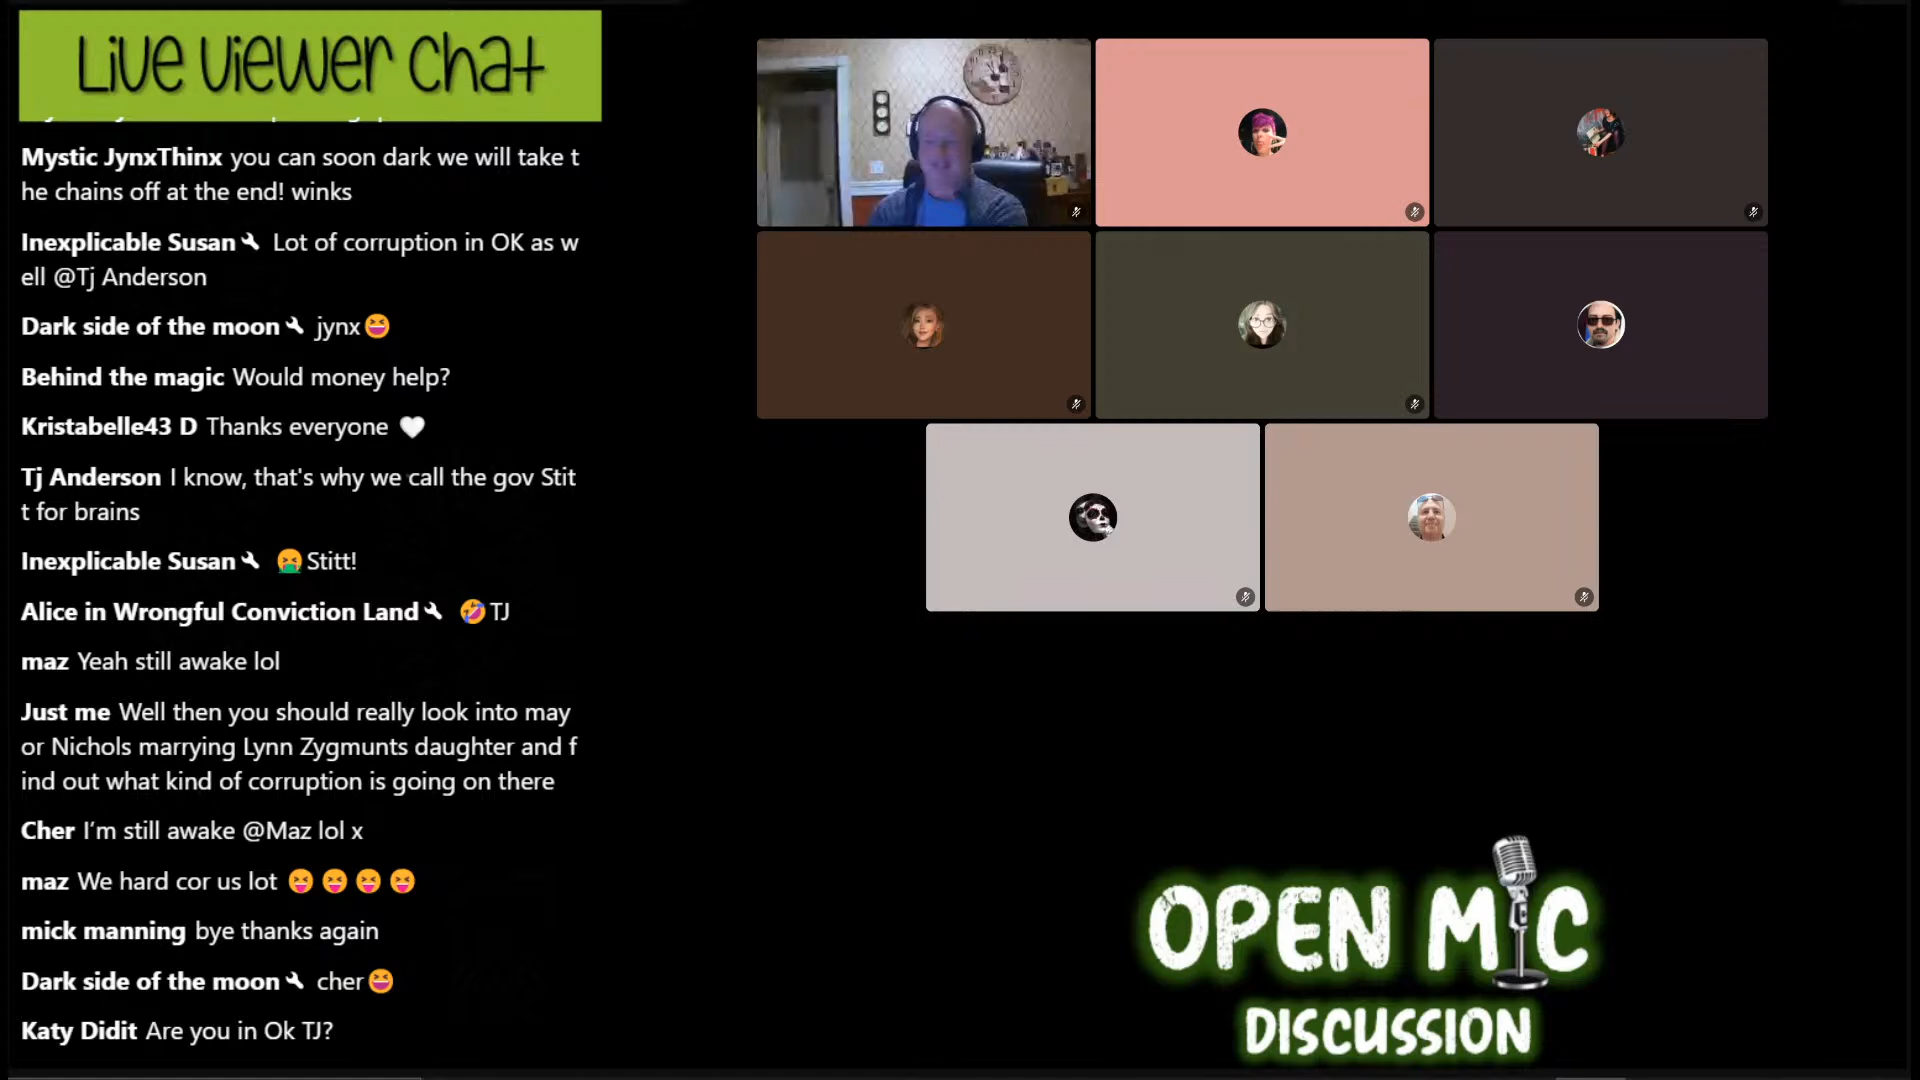 Live Viewer Chat
Mystic JynxThinx you can soon dark we will take t
he chains off at the end! winks
Inexplicable Susan Lot of corruption in OK as w
ell @Tj Anderson
Dark side of the moon jynx😆
Behind the magic Would money help?
Kristabelle43 D Thanks everyone 🤍
Tj Anderson I know, that's why we call the gov Stit
t for brains
Inexplicable Susan 🤮Stitt!
Alice in Wrongful Conviction Land 🤣TJ
maz Yeah still awake lol
Just me Well then you should really look into may
or Nichols marrying Lynn Zygmunts daughter and f
ind out what kind of corruption is going on there
Cher I’m still awake @Maz lol x
maz We hard cor us lot 😝😝😝😝
mick manning bye thanks again
Dark side of the moon cher😆
Katy Didit Are you in Ok TJ?
OPEN MIC
DISCUSSION